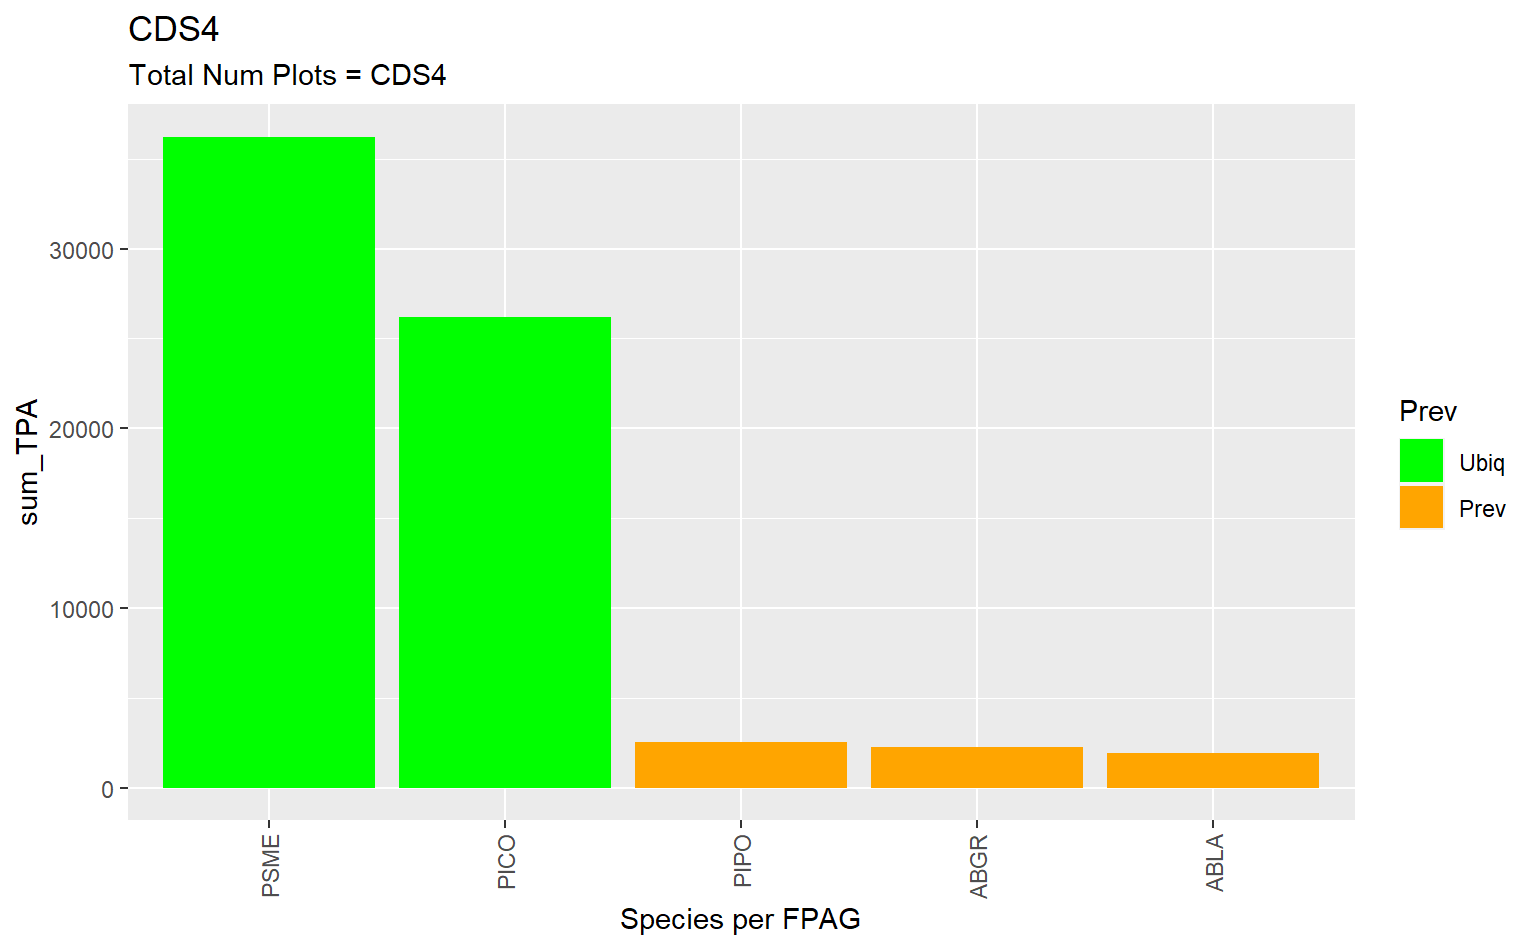 CDS4
Total Num Plots = CDS4
sum_TPA
30000
20000
10000
0
PSME
PICO
PIPO
ABGR
ABLA
Species per FPAG
Prev
Ubiq
Prev